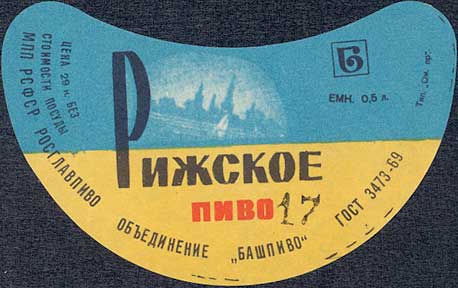 ЦЕНА 29 к. БЕЗ
СТОИМОСТИ ПОСУДЫ
МПП РСФСР РОСГЛАВПИВО
Б
ЕМК. 0,5 л.
Тип.
РИЖСКОЕ
ПИВО 17
ОБЪЕДИНЕНИЕ „БАШПИВО“
ГОСТ 3473-69